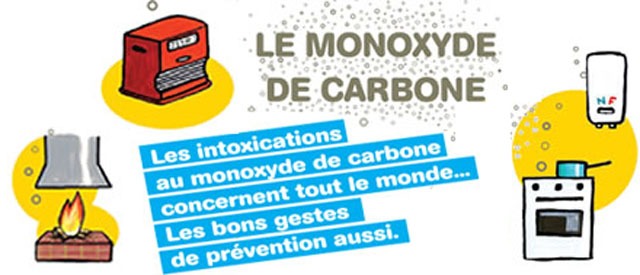 LE MONOXYDE
DE CARBONE
Les intoxications
au monoxyde de carbone
concernent tout le monde...
Les bons gestes
de prévention aussi.
NF